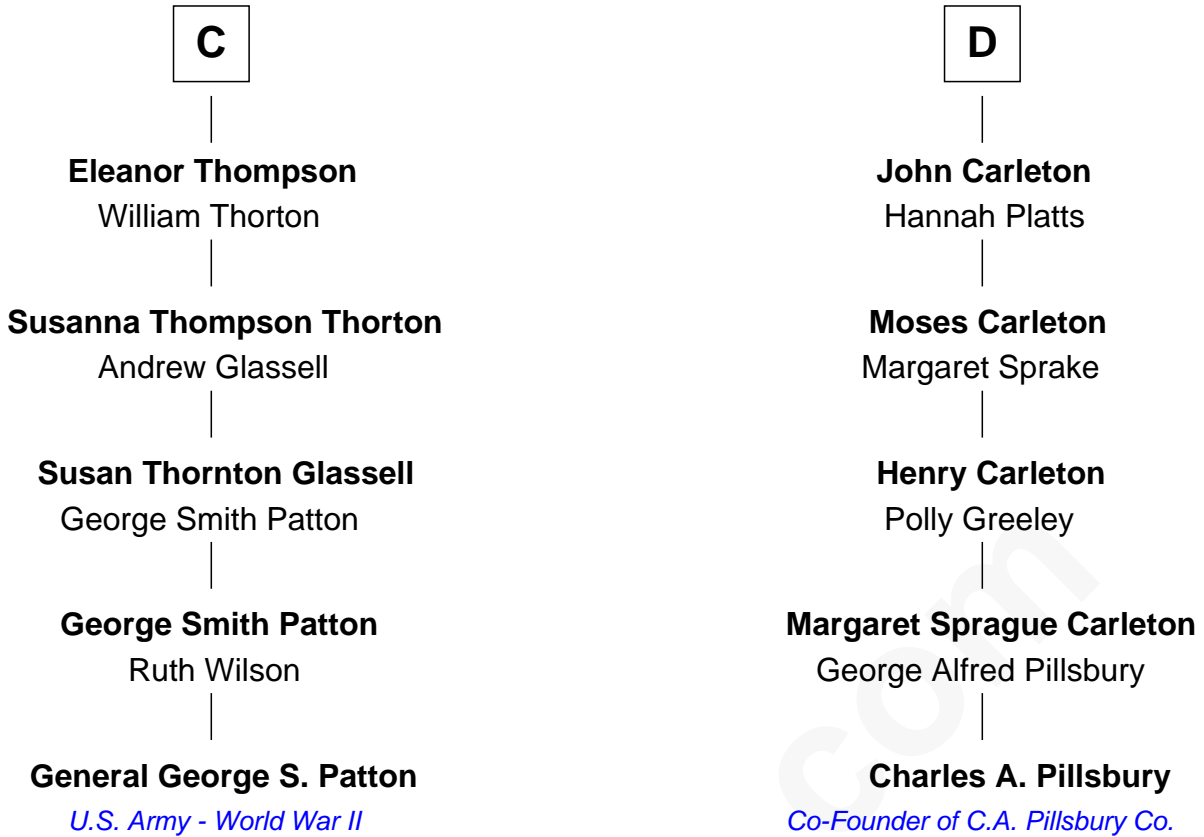 C
Eleanor Thompson
William Thorton
Susanna Thompson Thorton
Andrew Glassell
Susan Thornton Glassell
George Smith Patton
George Smith Patton
Ruth Wilson
General George S. Patton
U.S. Army - World War II
D
John Carleton
Hannah Platts
Moses Carleton
Margaret Sprake
Henry Carleton
Polly Greeley
Margaret Sprague Carleton
George Alfred Pillsbury
Charles A. Pillsbury
Co-Founder of C.A. Pillsbury Co.
com